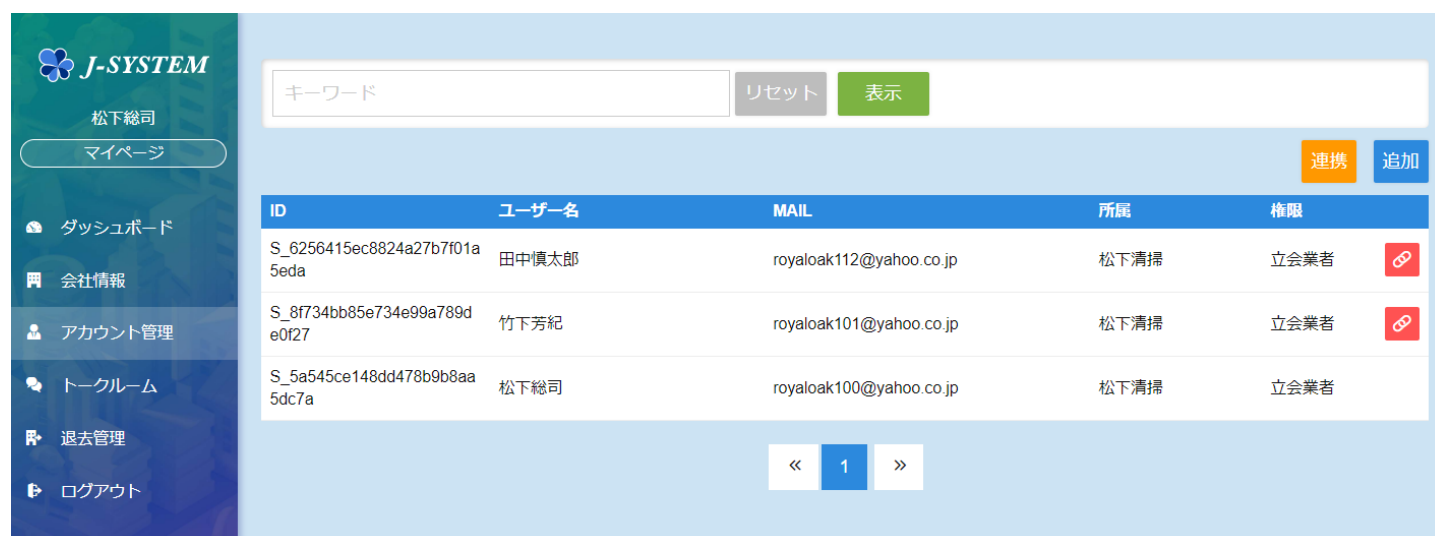 J-SYSTEM
松下総司
マイページ
ダッシュボード
会社情報
アカウント管理
トークルーム
退去管理
ログアウト
キーワード リセット 表示
連携 追加
ID ユーザー名 MAIL 所属 権限
S_6256415ec8824a27b7f01a
5eda 田中慎太郎 royaloak112@yahoo.co.jp 松下清掃 立会業者
S_8f734bb85e734e99a789d
e0f27 竹下芳紀 royaloak101@yahoo.co.jp 松下清掃 立会業者
S_5a545ce148dd478b9b8aa
5dc7a 松下総司 royaloak100@yahoo.co.jp 松下清掃 立会業者
« 1 »